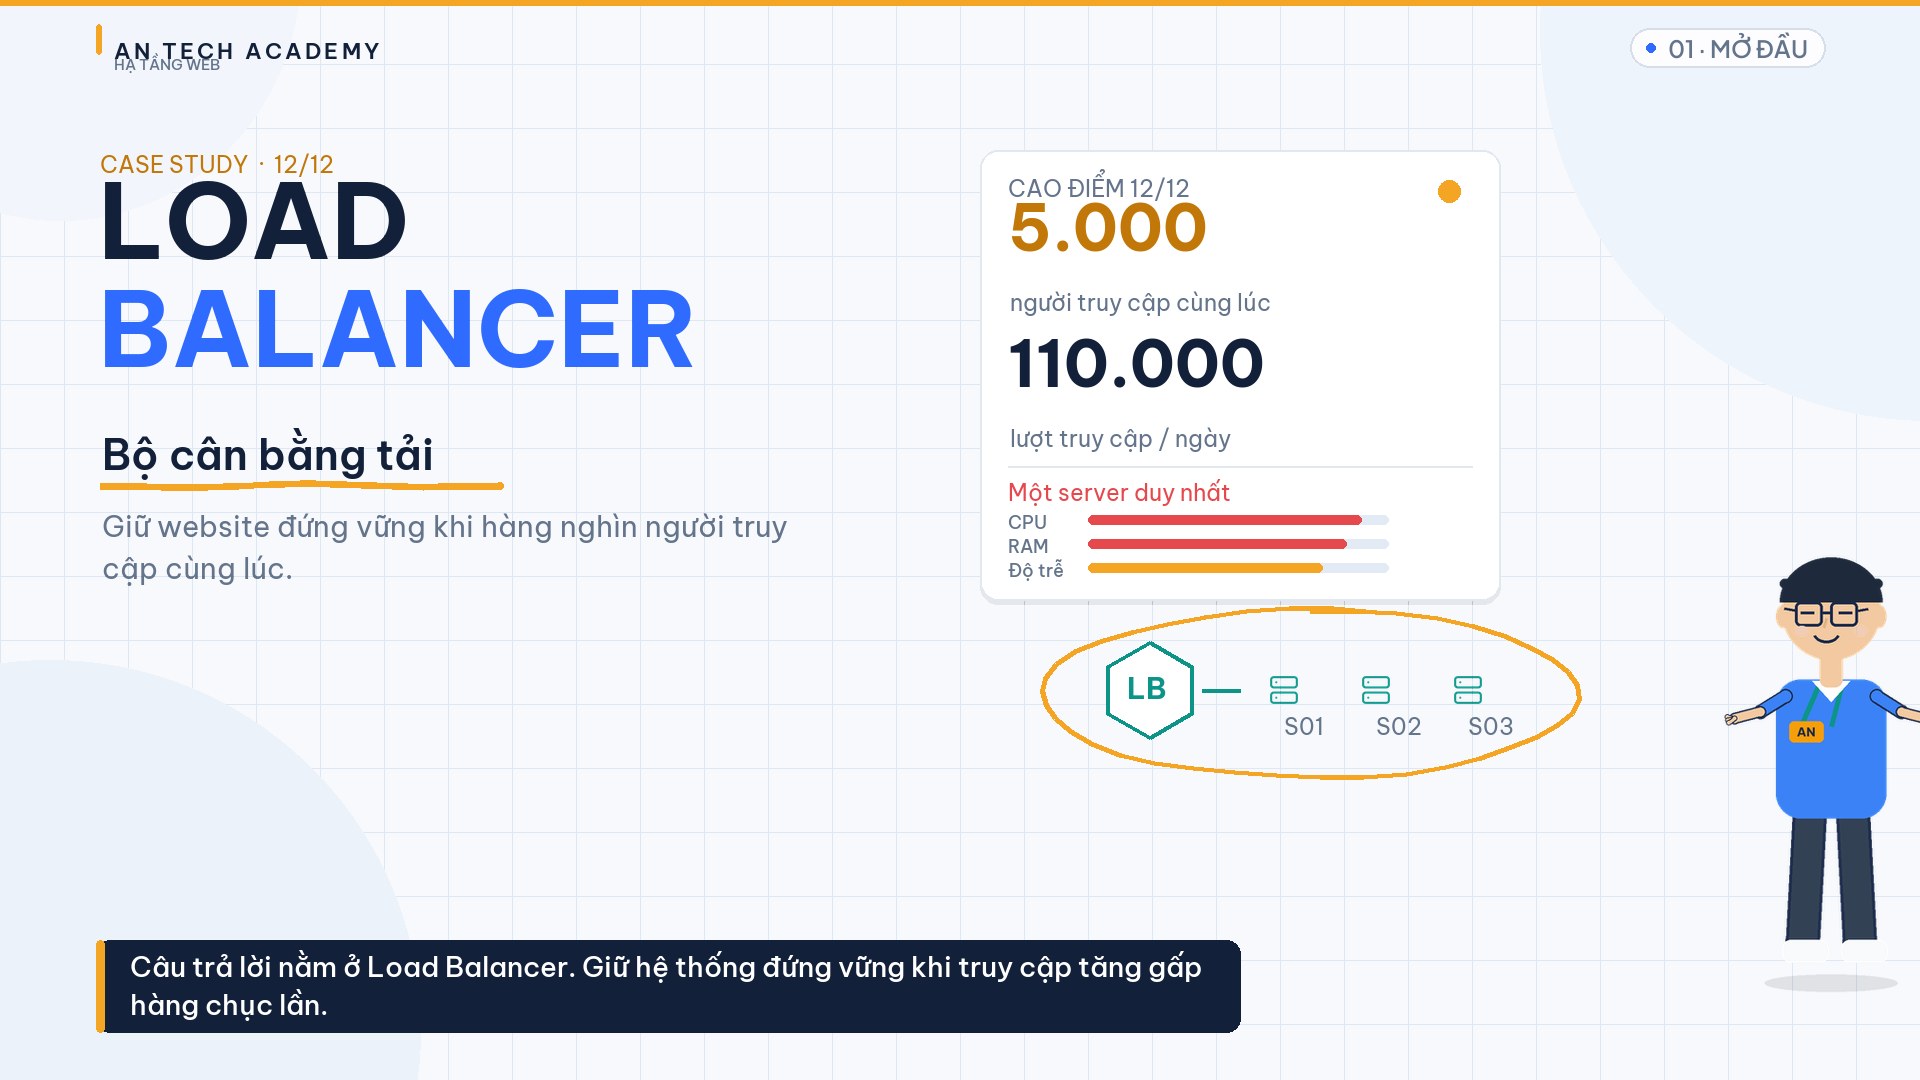 AN TECH ACADEMY
HẠ TẦNG WEB
01 · MỞ ĐẦU
CASE STUDY · 12/12
LOAD
BALANCER
Bộ cân bằng tải
Giữ website đứng vững khi hàng nghìn người truy
cập cùng lúc.
CAO ĐIỂM 12/12
5.000
người truy cập cùng lúc
110.000
lượt truy cập / ngày
Một server duy nhất
CPU
RAM
Độ trễ
LB
S01
S02
S03
AN
Câu trả lời nằm ở Load Balancer. Giữ hệ thống đứng vững khi truy cập tăng gấp
hàng chục lần.